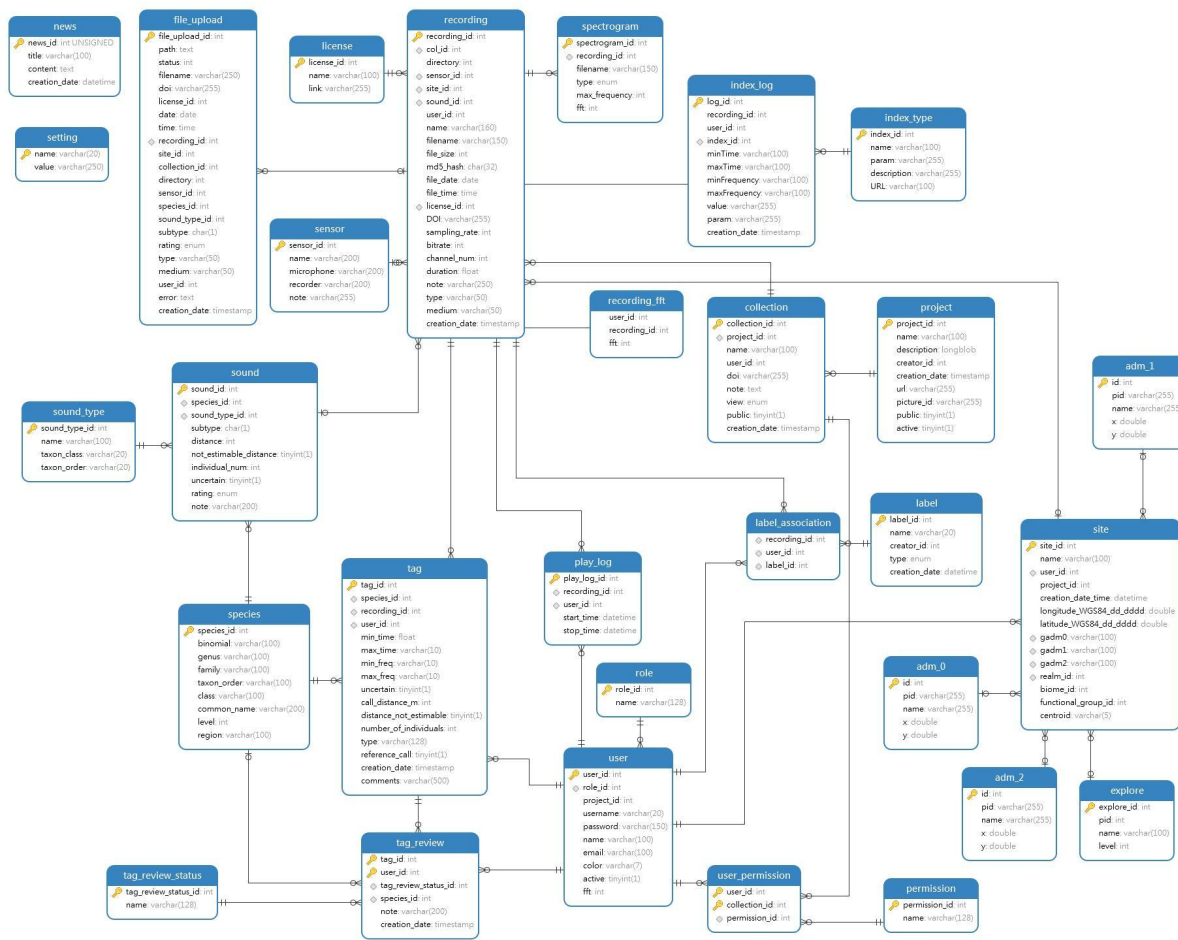 news
news_id: int UNSIGNED
title: varchar(100)
content: text
creation_date: datetime
setting
name: varchar(20)
value: varchar(250)
file_upload
file_upload_id: int
path: text
status: int
filename: varchar(250)
doi: varchar(255)
license_id: int
date: date
time: time
recording_id: int
site_id: int
collection_id: int
directory: int
sensor_id: int
species_id: int
sound_type_id: int
subtype: char(1)
rating: enum
type: varchar(50)
medium: varchar(50)
user_id: int
error: text
creation_date: timestamp
license
license_id: int
name: varchar(100)
link: varchar(255)
sensor
sensor_id: int
name: varchar(200)
microphone: varchar(200)
recorder: varchar(200)
note: varchar(255)
recording
recording_id: int
col_id: int
directory: int
sensor_id: int
site_id: int
sound_id: int
user_id: int
name: varchar(160)
filename: varchar(150)
file_size: int
md5_hash: char(32)
file_date: date
file_time: time
license_id: int
DOI: varchar(255)
sampling_rate: int
bitrate: int
channel_num: int
duration: float
note: varchar(250)
type: varchar(50)
medium: varchar(50)
creation_date: timestamp
spectrogram
spectrogram_id: int
recording_id: int
filename: varchar(150)
type: enum
max_frequency: int
fft: int
index_log
log_id: int
recording_id: int
user_id: int
index_id: int
minTime: varchar(100)
maxTime: varchar(100)
minFrequency: varchar(100)
maxFrequency: varchar(100)
value: varchar(255)
param: varchar(255)
creation_date: timestamp
index_type
index_id: int
name: varchar(100)
param: varchar(255)
description: varchar(255)
URL: varchar(100)
recording_fft
user_id: int
recording_id: int
fft: int
collection
collection_id: int
project_id: int
name: varchar(100)
user_id: int
doi: varchar(255)
note: text
view: enum
public: tinyint(1)
creation_date: timestamp
project
project_id: int
name: varchar(100)
description: longblob
creator_id: int
creation_date: timestamp
url: varchar(255)
picture_id: varchar(255)
public: tinyint(1)
active: tinyint(1)
adm_1
id: int
pid: varchar(255)
name: varchar(255
x: double
y: double
sound_type
sound_type_id: int
name: varchar(100)
taxon_class: varchar(20)
taxon_order: varchar(20)
sound
sound_id: int
species_id: int
sound_type_id: int
subtype: char(1)
distance: int
not_estimable_distance: tinyint(1)
individual_num: int
uncertain: tinyint(1)
rating: enum
note: varchar(200)
label_association
recording_id: int
user_id: int
label_id: int
label
label_id: int
name: varchar(20)
creator_id: int
type: enum
creation_date: datetime
site
site_id: int
name: varchar(100)
user_id: int
project_id: int
creation_date_time: datetime
longitude_WGS84_dd_dddd: double
latitude_WGS84_dd_dddd: double
gadm0: varchar(100)
gadm1: varchar(100)
gadm2: varchar(100)
realm_id: int
biome_id: int
functional_group_id: int
centroid: varchar(5)
tag
tag_id: int
species_id: int
recording_id: int
user_id: int
min_time: float
max_time: varchar(10)
min_freq: varchar(10)
max_freq: varchar(10)
uncertain: tinyint(1)
call_distance_m: int
distance_not_estimable: tinyint(1)
number_of_individuals: int
type: varchar(128)
reference_call: tinyint(1)
creation_date: timestamp
comments: varchar(500)
play_log
play_log_id: int
recording_id: int
user_id: int
start_time: datetime
stop_time: datetime
species
species_id: int
binomial: varchar(100)
genus: varchar(100)
family: varchar(100)
taxon_order: varchar(100)
class: varchar(100)
common_name: varchar(200)
level: int
region: varchar(100)
role
role_id: int
name: varchar(128)
adm_0
id: int
pid: varchar(255)
name: varchar(255)
x: double
y: double
user
user_id: int
role_id: int
project_id: int
username: varchar(20)
password: varchar(150)
name: varchar(100)
email: varchar(100)
color: varchar(7)
active: tinyint(1)
fft: int
adm_2
id: int
pid: varchar(255)
name: varchar(255)
x: double
y: double
explore
explore_id: int
pid: int
name: varchar(100)
level: int
tag_review_status
tag_review_status_id: int
name: varchar(128)
tag_review
tag_id: int
user_id: int
tag_review_status_id: int
species_id: int
note: varchar(200)
creation_date: timestamp
user_permission
user_id: int
collection_id: int
permission_id: int
permission
permission_id: int
name: varchar(128)